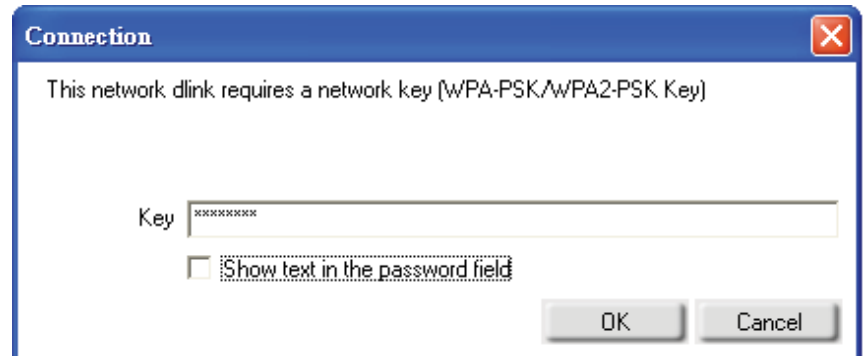 Connection
This network dlink requires a network key (WPA-PSK/WPA2-PSK Key)
Key ********
Show text in the password field
OK Cancel